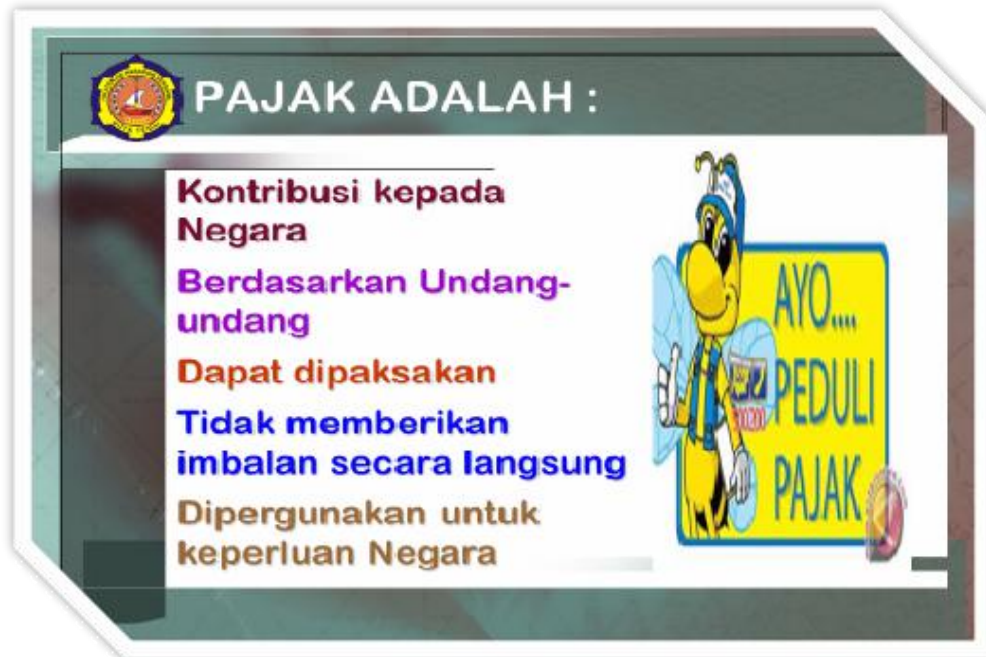 PAJAK ADALAH :
Kontribusi kepada
Negara
Berdasarkan Undang-
undang
Dapat dipaksakan
Tidak memberikan
imbalan secara langsung
Dipergunakan untuk
keperluan Negara
AYO....
PEDULI
PAJAK